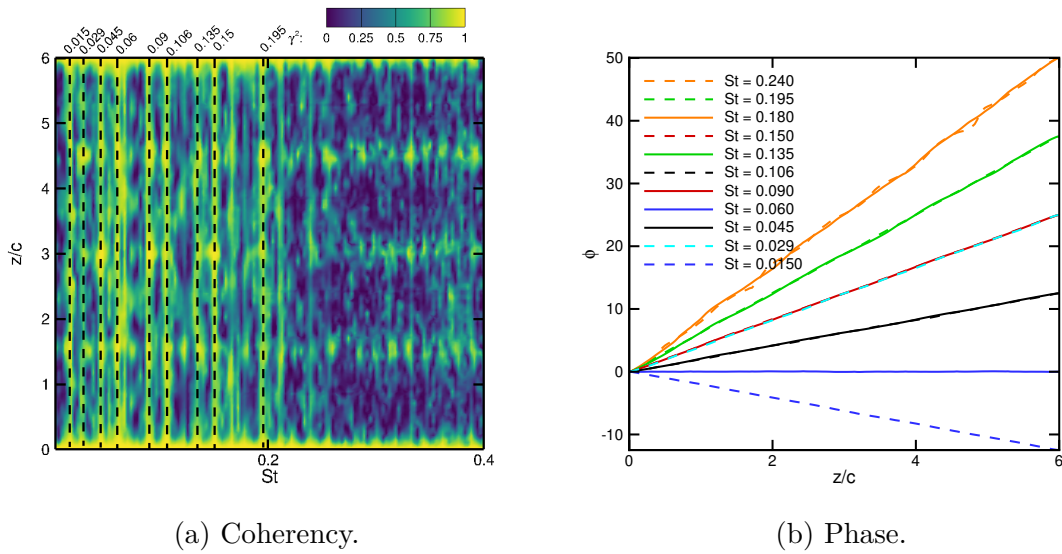 0.015
0.029
0.045
0.06
0.09
0.106
0.135
0.15
0.195
γ²: 0 0.25 0.5 0.75 1
6
5
4
3
2
1
0
z/c
0.2
0.4
St
50
40
30
20
10
0
-10
ϕ
St = 0.240
St = 0.195
St = 0.180
St = 0.150
St = 0.135
St = 0.106
St = 0.090
St = 0.060
St = 0.045
St = 0.029
St = 0.0150
0 2 4 6
z/c
(a) Coherency.
(b) Phase.